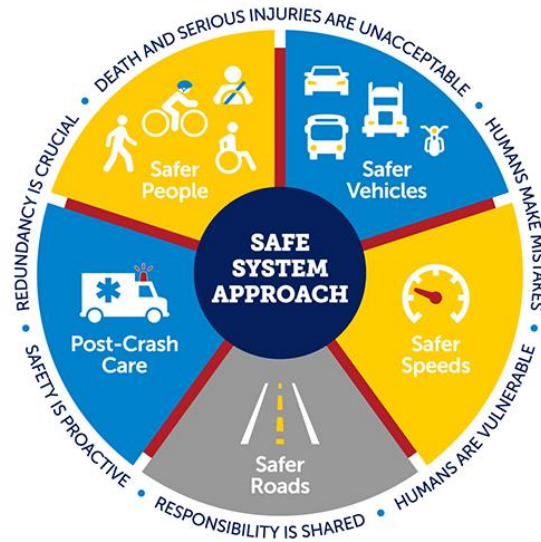 DEATH AND SERIOUS INJURIES ARE UNACCEPTABLE
HUMANS MAKE MISTAKES
HUMANS ARE VULNERABLE
RESPONSIBILITY IS SHARED
SAFETY IS PROACTIVE
REDUNDANCY IS CRUCIAL
Safer
People
Safer
Vehicles
SAFE
SYSTEM
APPROACH
Post-Crash
Care
Safer
Speeds
Safer
Roads